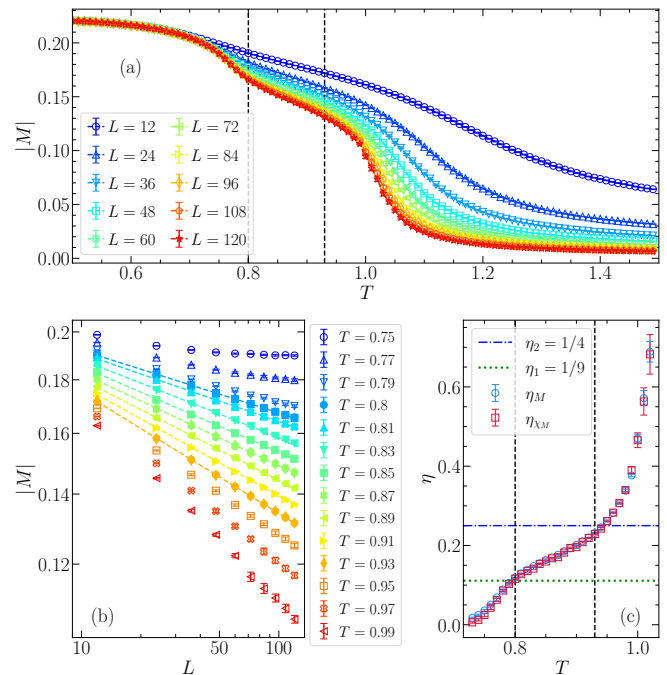 0.20
0.15
0.10
0.05
0.00
|M|
(a)
L = 12
L = 24
L = 36
L = 48
L = 60
L = 72
L = 84
L = 96
L = 108
L = 120
0.6
0.8
1.0
1.2
1.4
T
0.2
0.18
0.16
0.14
0.12
|M|
(b)
10
100
L
T = 0.75
T = 0.77
T = 0.79
T = 0.8
T = 0.81
T = 0.83
T = 0.85
T = 0.87
T = 0.89
T = 0.91
T = 0.93
T = 0.95
T = 0.97
T = 0.99
0.6
0.4
0.2
0.0
η
η₂ = 1/4
η₁ = 1/9
η_M
η_{χ_M}
(c)
0.8
1.0
T